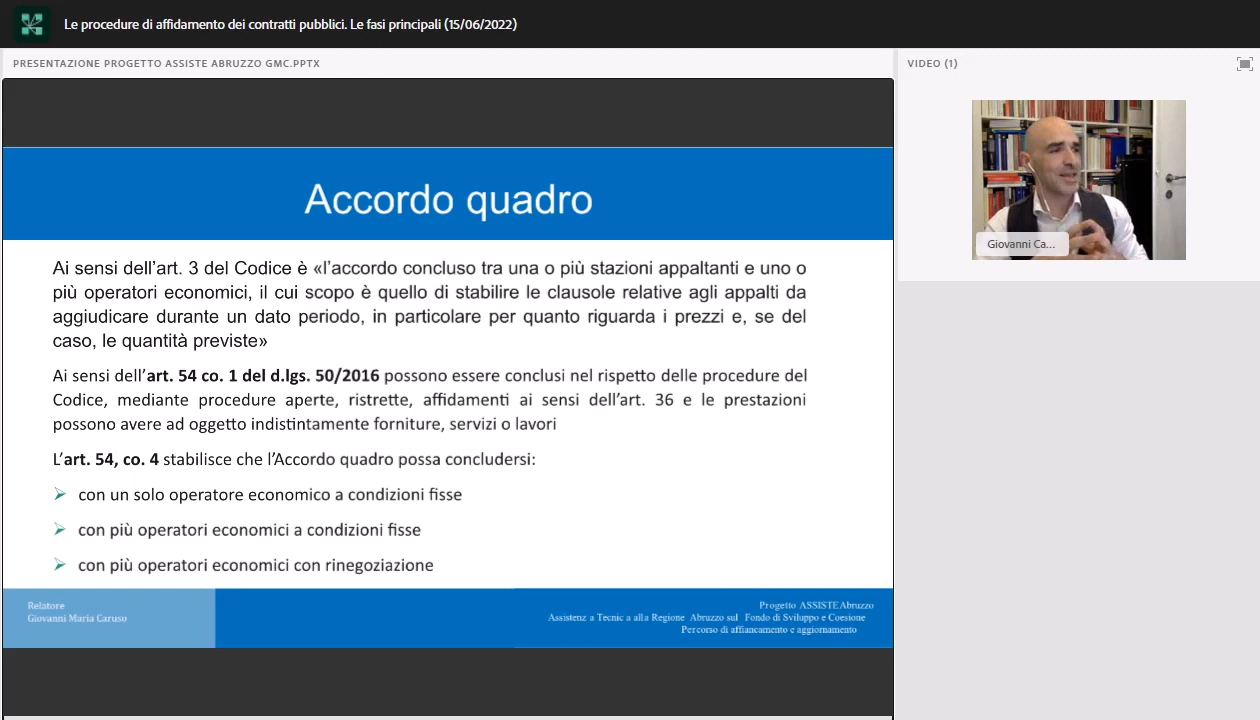 Le procedure di affidamento dei contratti pubblici. Le fasi principali (15/06/2022)
PRESENTAZIONE PROGETTO ASSISTE ABRUZZO GMC.PPTX
VIDEO (1)
Accordo quadro
Ai sensi dell'art. 3 del Codice è «l'accordo concluso tra una o più stazioni appaltanti e uno o
più operatori economici, il cui scopo è quello di stabilire le clausole relative agli appalti da
aggiudicare durante un dato periodo, in particolare per quanto riguarda i prezzi e, se del
caso, le quantità previste»
Ai sensi dell'art. 54 co. 1 del d.lgs. 50/2016 possono essere conclusi nel rispetto delle procedure del
Codice, mediante procedure aperte, ristrette, affidamenti ai sensi dell'art. 36 e le prestazioni
possono avere ad oggetto indistintamente forniture, servizi o lavori
L'art. 54, co. 4 stabilisce che l'Accordo quadro possa concludersi:
con un solo operatore economico a condizioni fisse
con più operatori economici a condizioni fisse
con più operatori economici con rinegoziazione
Relatore
Giovanni Maria Caruso
Progetto ASSISTEAbruzzo
Assistenz a Tecnic a alla Regione Abruzzo sul Fondo di Sviluppo e Coesione
Percorso di affiancamento e aggiornamento
Giovanni Ca...